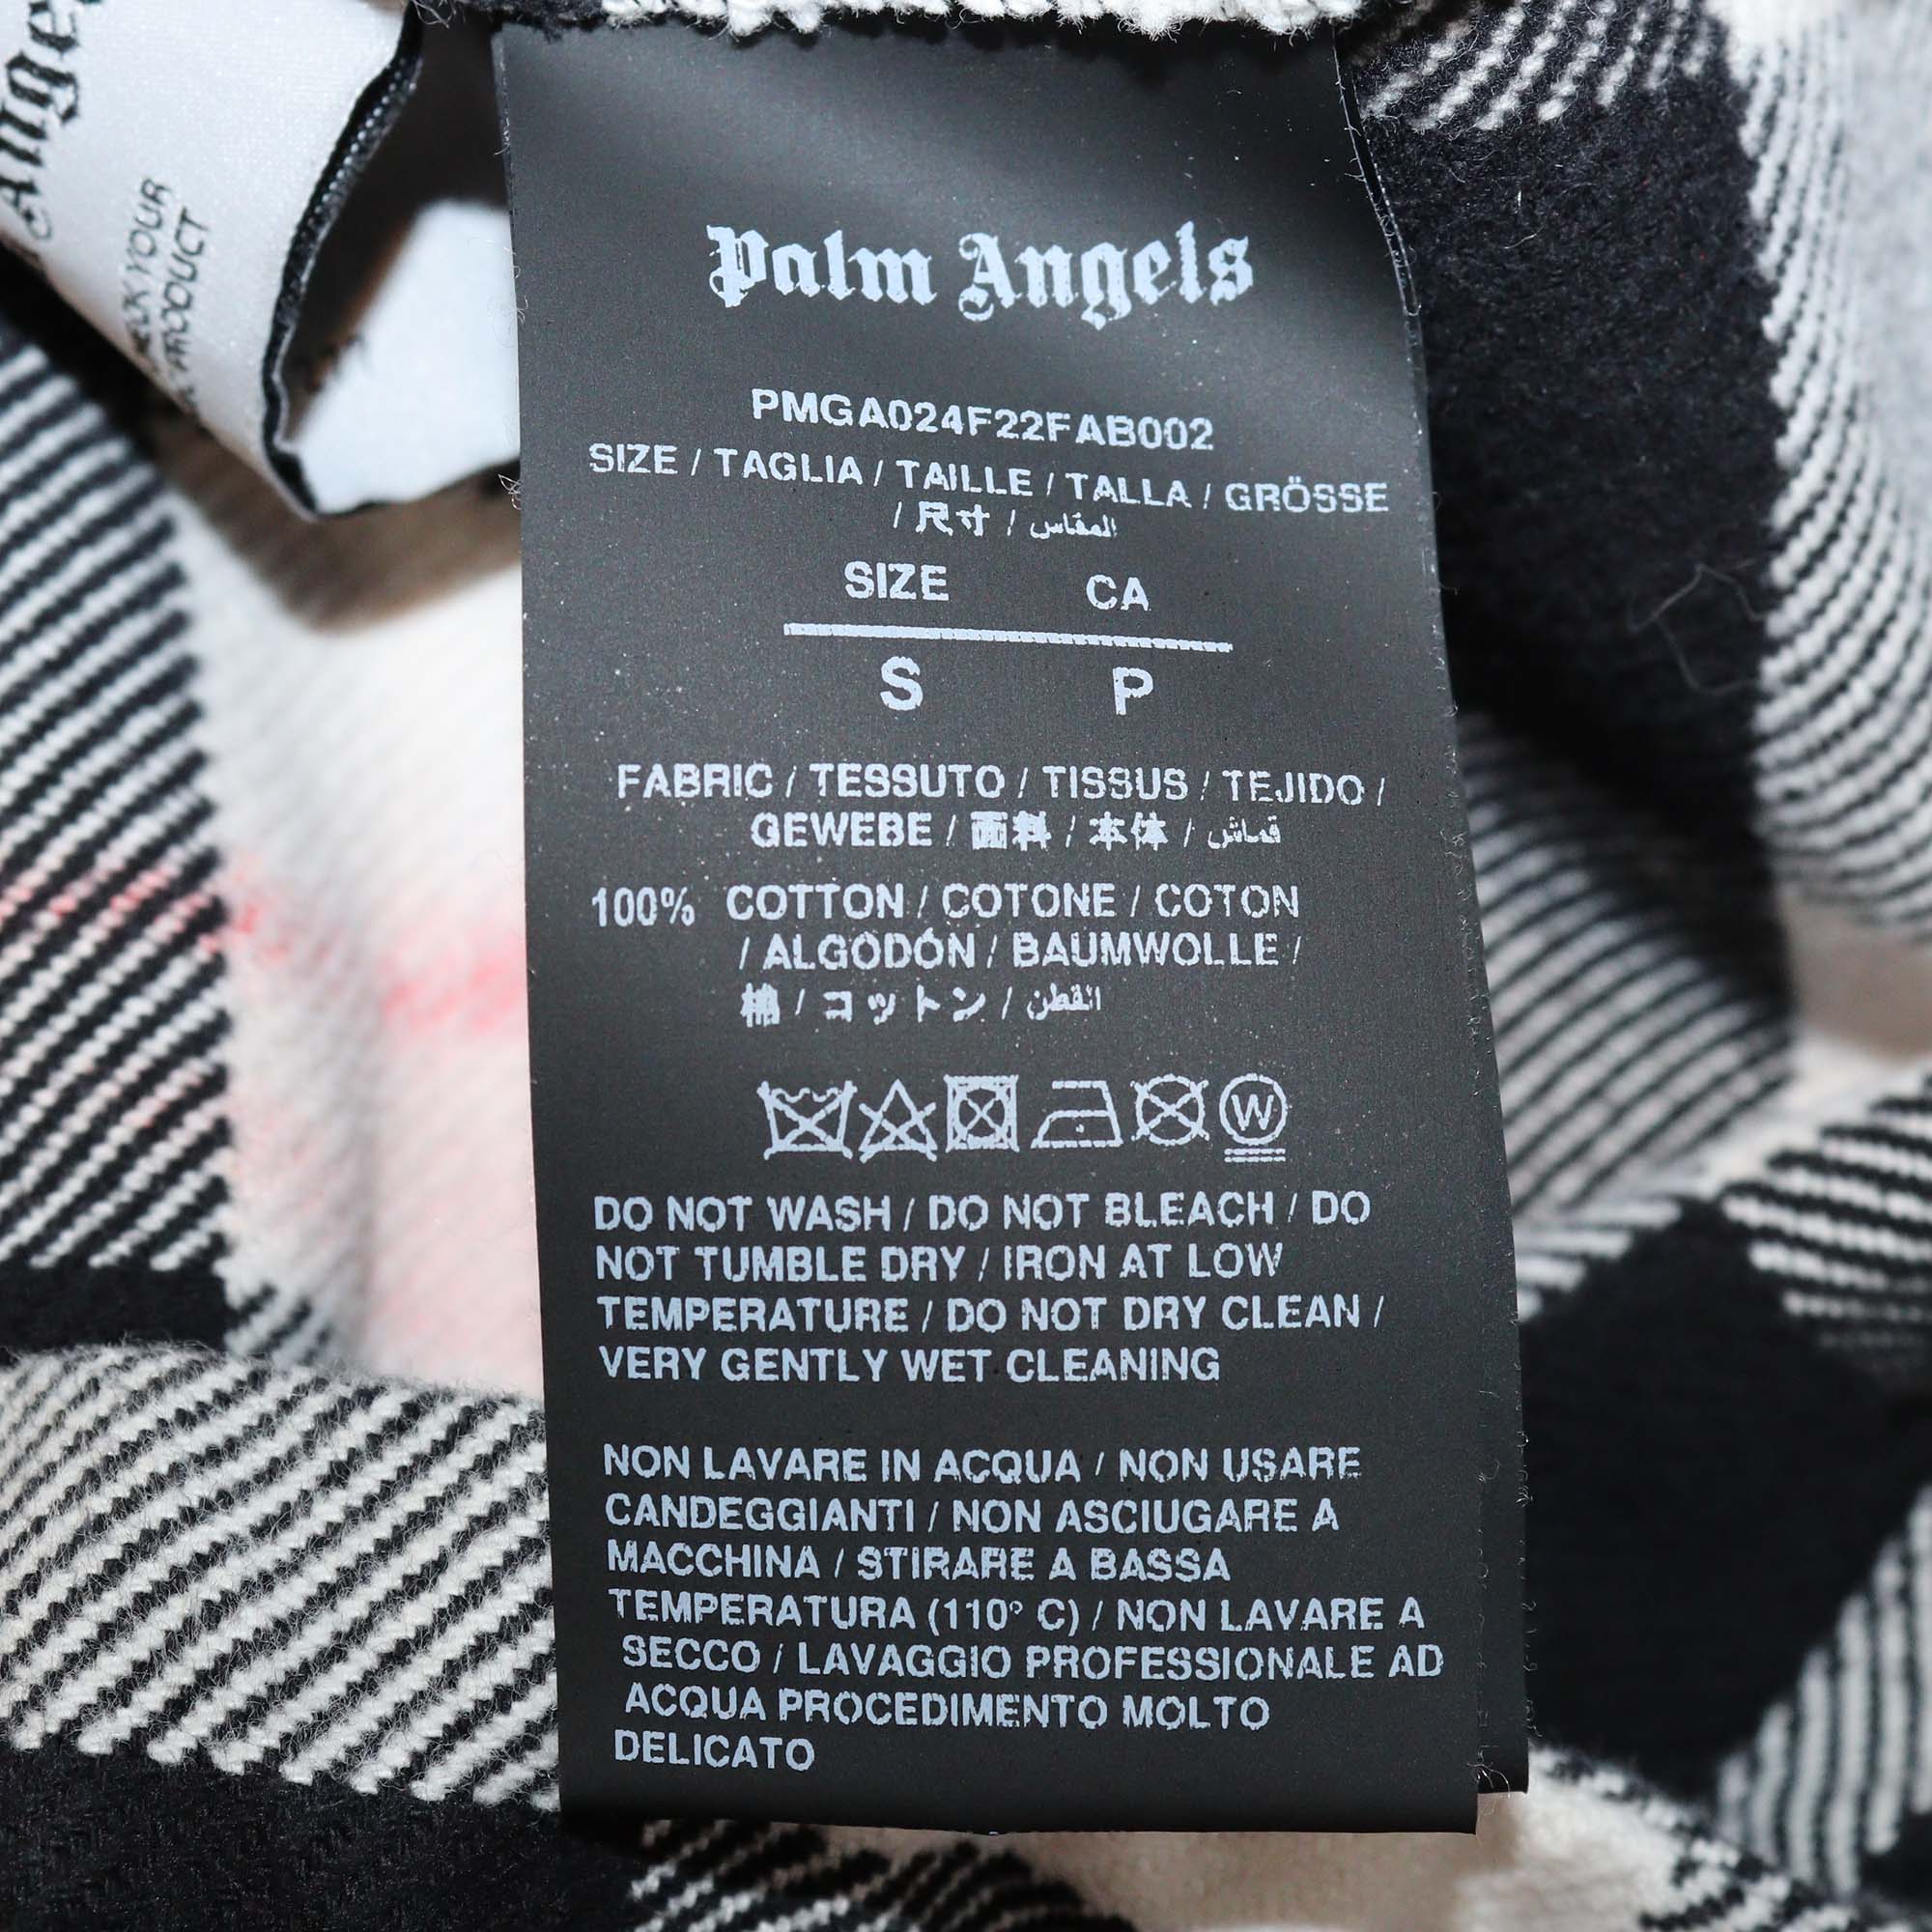 Palm Angels
PMGA024F22FAB002
SIZE / TAGLIA / TAILLE / TALLA / GRÖSSE
/ 尺寸 / المقاس
SIZE CA
S P
FABRIC / TESSUTO / TISSUS / TEJIDO /
GEWEBE / 面料 / 本体 / قماش
100% COTTON / COTONE / COTON
/ ALGODÓN / BAUMWOLLE /
棉 / コットン / القطن
W
DO NOT WASH / DO NOT BLEACH / DO
NOT TUMBLE DRY / IRON AT LOW
TEMPERATURE / DO NOT DRY CLEAN /
VERY GENTLY WET CLEANING
NON LAVARE IN ACQUA / NON USARE
CANDEGGIANTI / NON ASCIUGARE A
MACCHINA / STIRARE A BASSA
TEMPERATURA (110° C) / NON LAVARE A
SECCO / LAVAGGIO PROFESSIONALE AD
ACQUA PROCEDIMENTO MOLTO
DELICATO
YOUR
PRODUCT